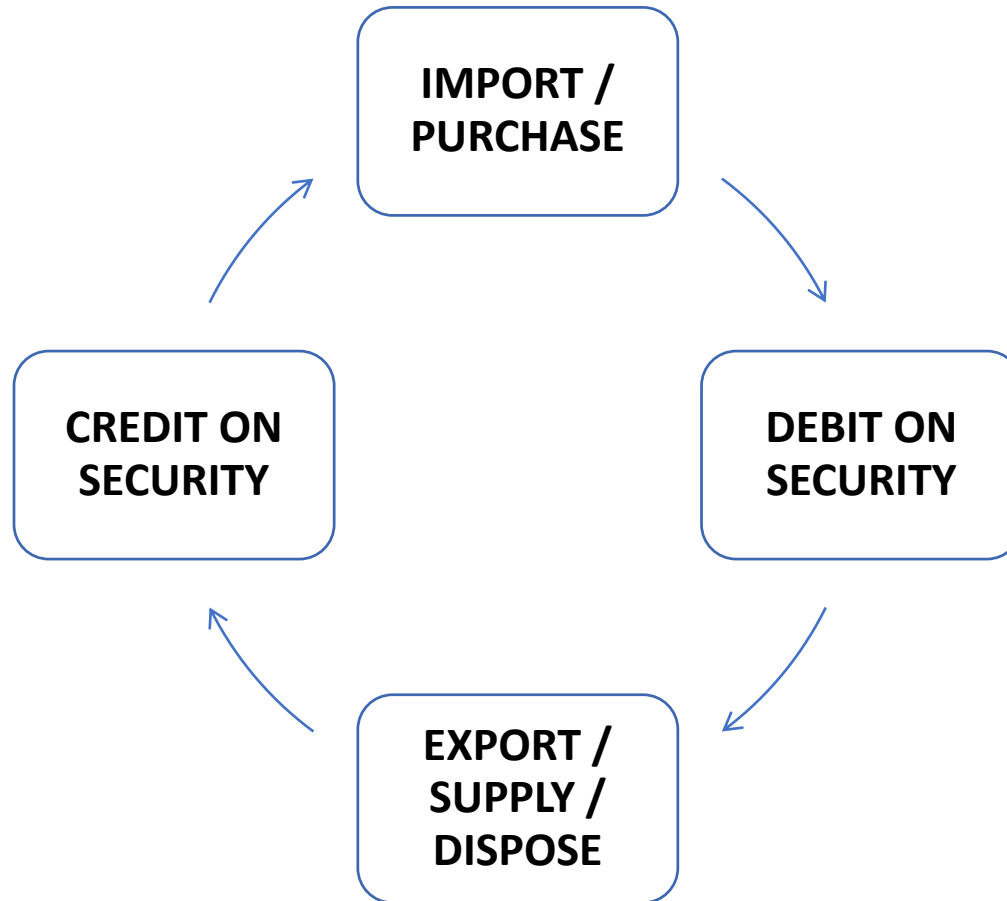 IMPORT /
PURCHASE
DEBIT ON
SECURITY
EXPORT /
SUPPLY /
DISPOSE
CREDIT ON
SECURITY